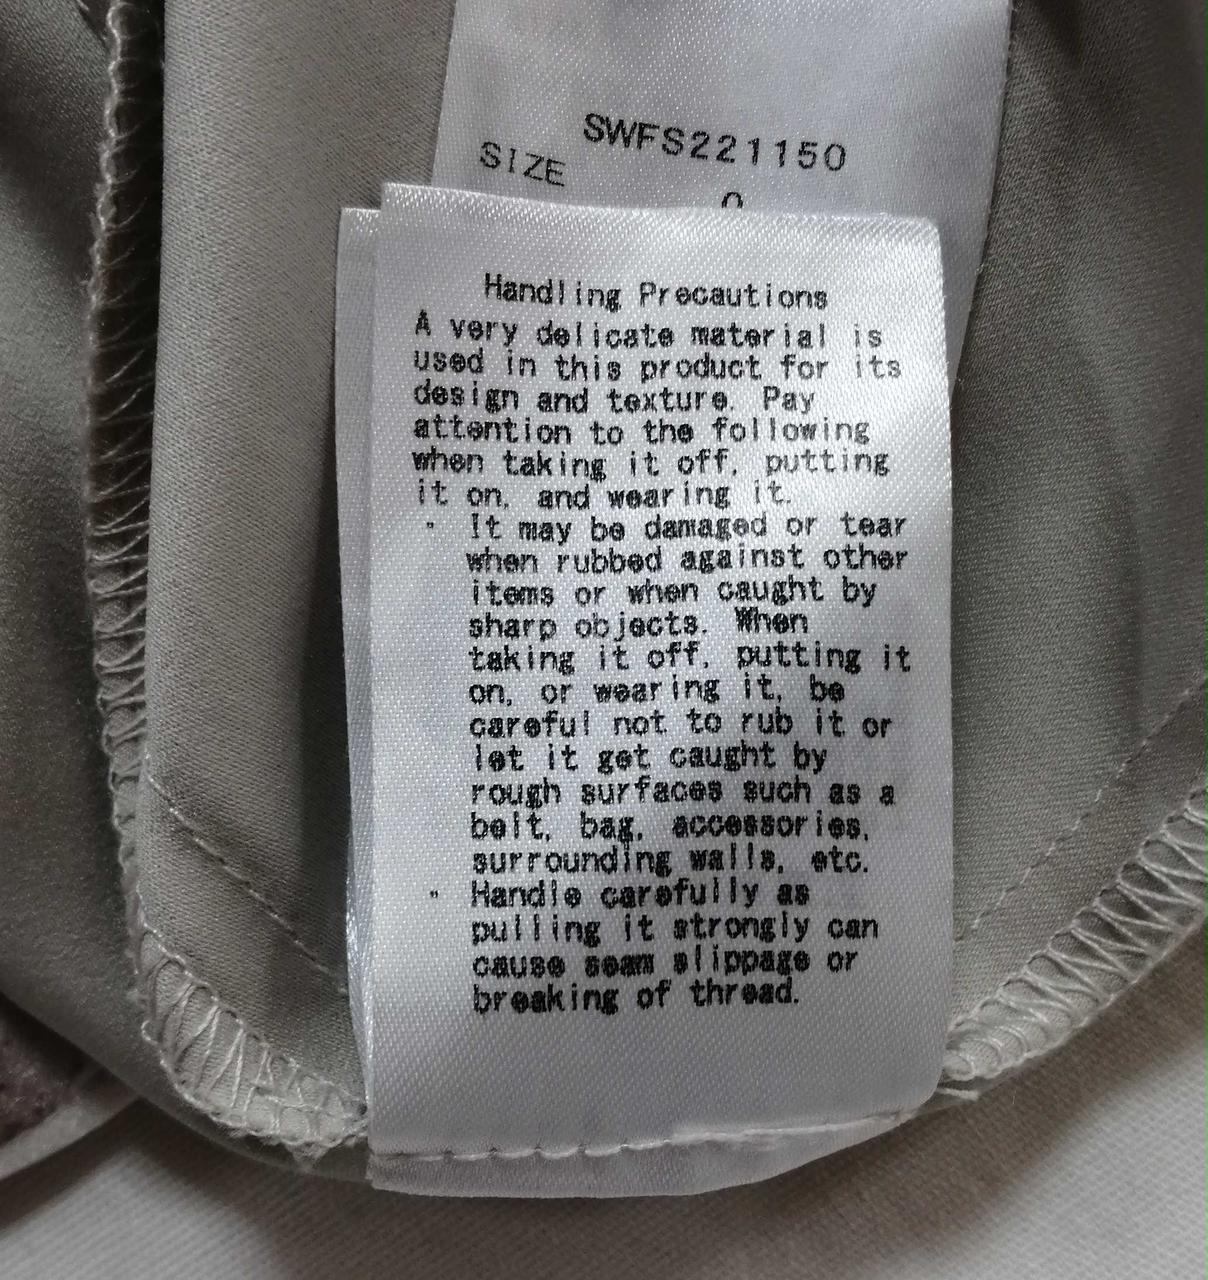 SWFS221150
SIZE
0
Handling Precautions
A very delicate material is
used in this product for its
design and texture. Pay
attention to the following
when taking it off, putting
it on, and wearing it.
・ It may be damaged or tear
when rubbed against other
items or when caught by
sharp objects. When
taking it off, putting it
on, or wearing it, be
careful not to rub it or
let it get caught by
rough surfaces such as a
belt, bag, accessories,
surrounding walls, etc.
・ Handle carefully as
pulling it strongly can
cause seam slippage or
breaking of thread.